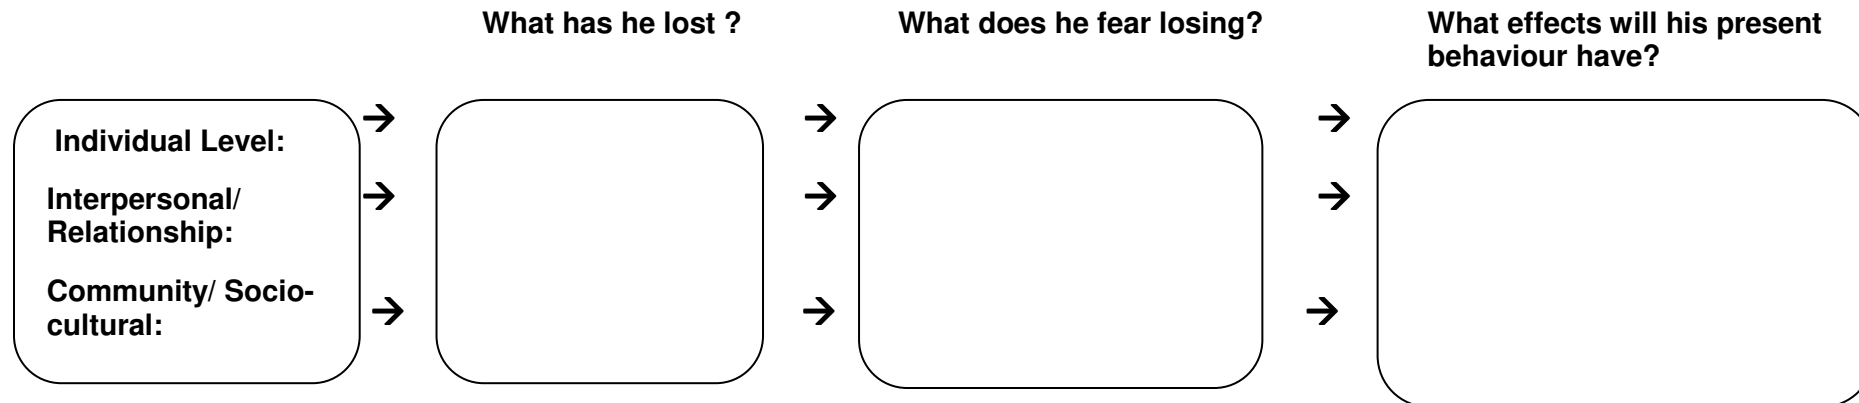 What has he lost ?
What does he fear losing?
What effects will his present
behaviour have?
Individual Level:
Interpersonal/
Relationship:
Community/ Socio-
cultural: